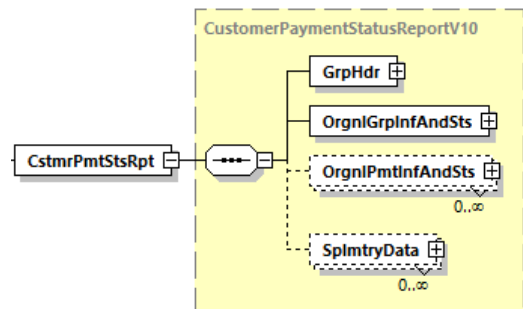 CustomerPaymentStatusReportV10
GrpHdr
OrgnlGrpInfAndSts
CstmrPmtStsRpt
OrgnlPmtInfAndSts
0..∞
SplmtryData
0..∞